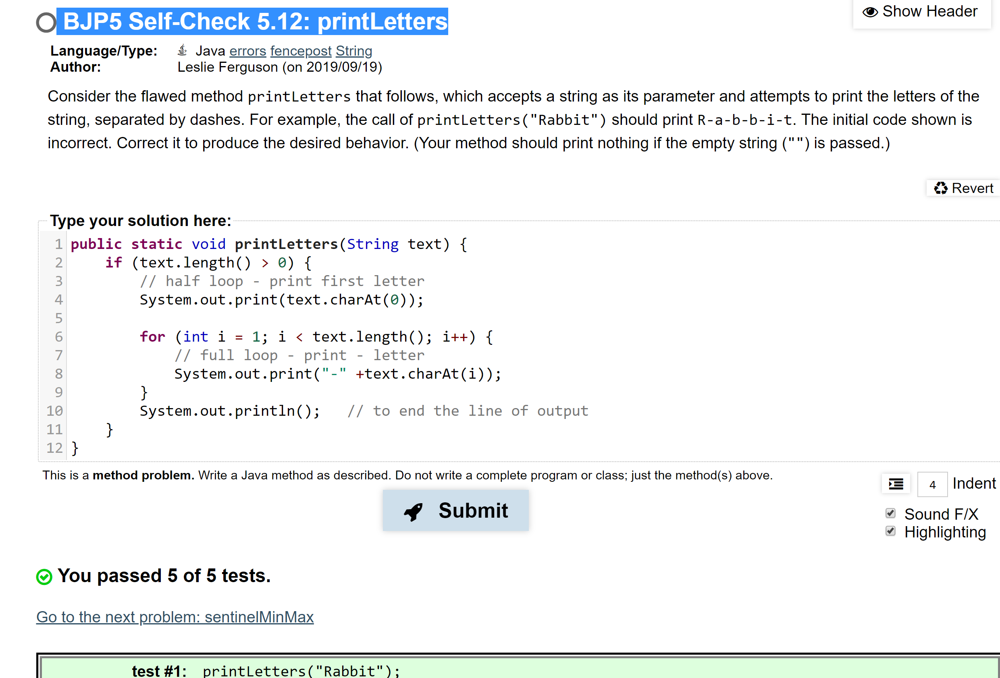 BJP5 Self-Check 5.12: printLetters
Show Header
Language/Type: Java errors fencepost String
Author: Leslie Ferguson (on 2019/09/19)
Consider the flawed method printLetters that follows, which accepts a string as its parameter and attempts to print the letters of the
string, separated by dashes. For example, the call of printLetters("Rabbit") should print R-a-b-b-i-t. The initial code shown is
incorrect. Correct it to produce the desired behavior. (Your method should print nothing if the empty string ("") is passed.)
Revert
Type your solution here:
1 public static void printLetters(String text) {
2     if (text.length() > 0) {
3         // half loop - print first letter
4         System.out.print(text.charAt(0));
5
6         for (int i = 1; i < text.length(); i++) {
7             // full loop - print - letter
8             System.out.print("-" +text.charAt(i));
9         }
10         System.out.println();   // to end the line of output
11     }
12 }
This is a method problem. Write a Java method as described. Do not write a complete program or class; just the method(s) above.
4 Indent
Submit
Sound F/X
Highlighting
You passed 5 of 5 tests.
Go to the next problem: sentinelMinMax
test #1: printLetters("Rabbit");